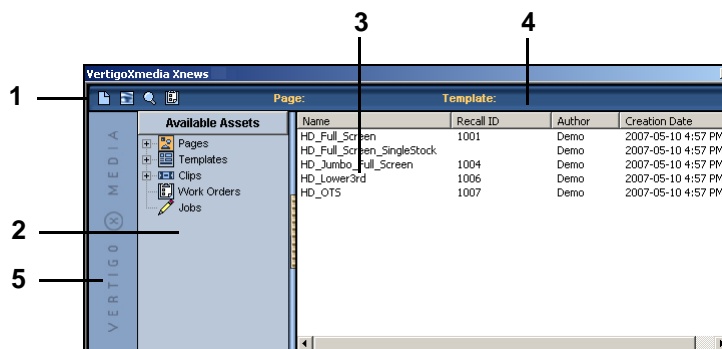 3
4
VertigoXmedia Xnews
1
Page:
Template:
Available Assets
Pages
Templates
Clips
Work Orders
Jobs
Name Recall ID Author Creation Date
HD_Full_Screen 1001 Demo 2007-05-10 4:57 PM
HD_Full_Screen_SingleStock Demo 2007-05-10 4:57 PM
HD_Jumbo_Full_Screen 1004 Demo 2007-05-10 4:57 PM
HD_Lower3rd 1006 Demo 2007-05-10 4:57 PM
HD_OTS 1007 Demo 2007-05-10 4:57 PM
2
5
VERTIGO X MEDIA